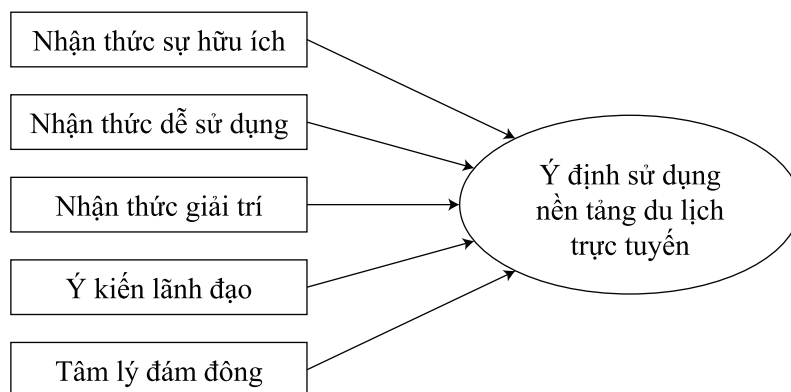 Nhận thức sự hữu ích
Nhận thức dễ sử dụng
Nhận thức giải trí
Ý kiến lãnh đạo
Tâm lý đám đông
Ý định sử dụng
nền tảng du lịch
trực tuyến